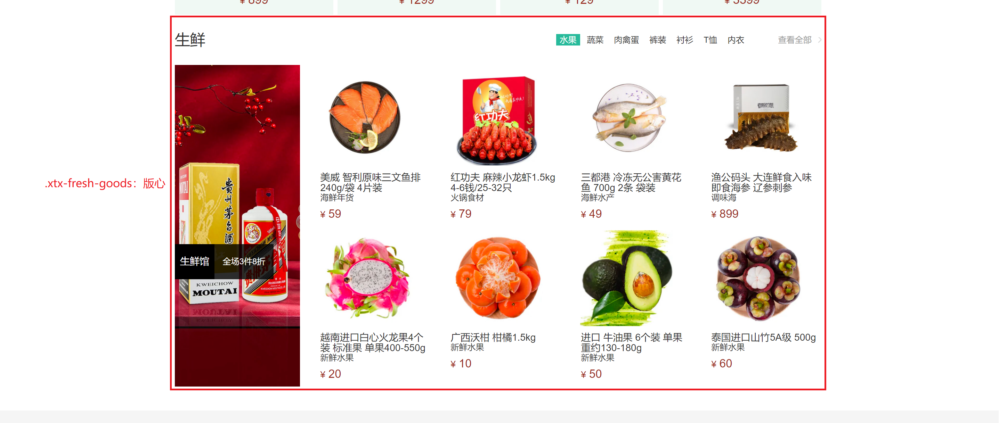 ¥ 899
¥ 1299
¥ 129
¥ 3599
生鲜
水果 蔬菜 肉禽蛋 裤装 衬衫 T恤 内衣 查看全部 >
.xtx-fresh-goods：版心
贵州茅台酒
500ml
KWEICHOW
MOUTAI
生鲜馆 全场3件8折
红功夫
老板的参
美威 智利原味三文鱼排
240g/袋 4片装
海鲜年货
¥ 59
红功夫 麻辣小龙虾1.5kg
4-6钱/25-32只
火锅食材
¥ 79
三都港 冷冻无公害黄花
鱼 700g 2条 袋装
海鲜水产
¥ 49
渔公码头 大连鲜食入味
即食海参 辽参刺参
调味海
¥ 899
越南进口白心火龙果4个
装 标准果 单果400-550g
新鲜水果
¥ 20
广西沃柑 柑橘1.5kg
新鲜水果
¥ 10
进口 牛油果 6个装 单果
重约130-180g
新鲜水果
¥ 50
泰国进口山竹5A级 500g
新鲜水果
¥ 60